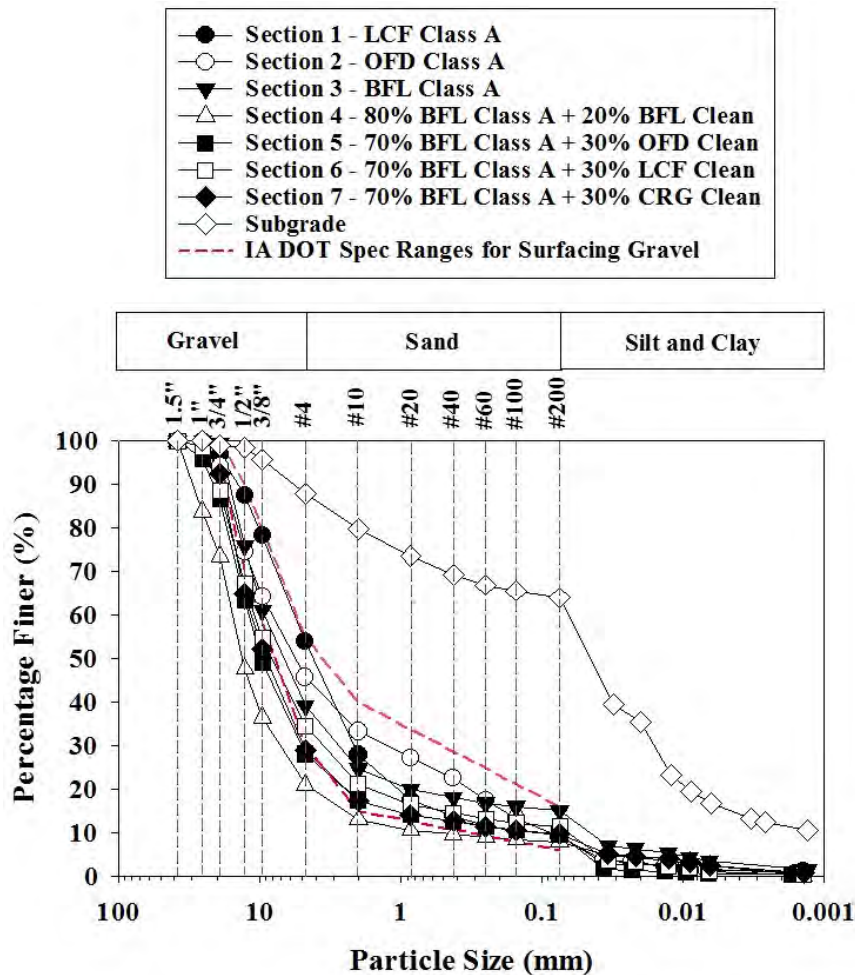 Section 1 - LCF Class A
Section 2 - OFD Class A
Section 3 - BFL Class A
Section 4 - 80% BFL Class A + 20% BFL Clean
Section 5 - 70% BFL Class A + 30% OFD Clean
Section 6 - 70% BFL Class A + 30% LCF Clean
Section 7 - 70% BFL Class A + 30% CRG Clean
Subgrade
IA DOT Spec Ranges for Surfacing Gravel
Gravel Sand Silt and Clay
1.5" 1" 3/4" 1/2" 3/8" #4 #10 #20 #40 #60 #100 #200
Percentage Finer (%)
100
90
80
70
60
50
40
30
20
10
0
100 10 1 0.1 0.01 0.001
Particle Size (mm)